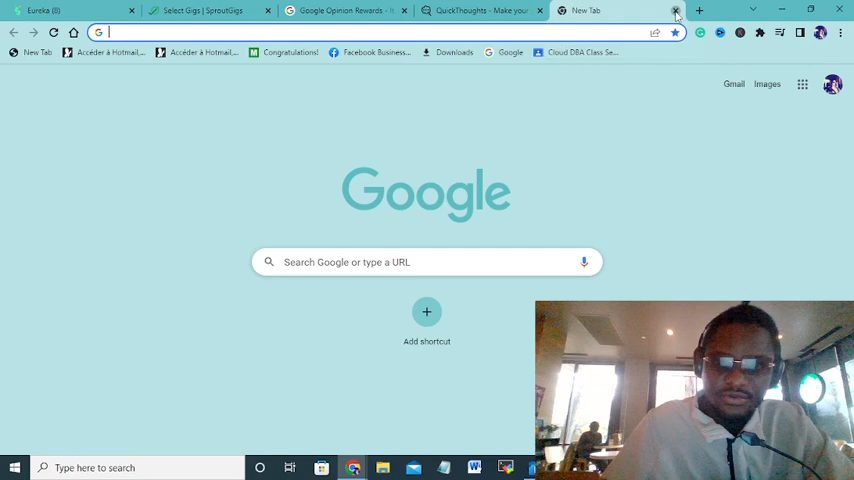 Eureka (8)
Select Gigs | SproutGigs
Google Opinion Rewards - It
QuickThoughts - Make your
New Tab
New Tab
Accéder à Hotmail,...
Accéder à Hotmail,...
Congratulations!
Facebook Business...
Downloads
Google
Cloud DBA Class Se...
Gmail
Images
Google
Search Google or type a URL
Add shortcut
Type here to search